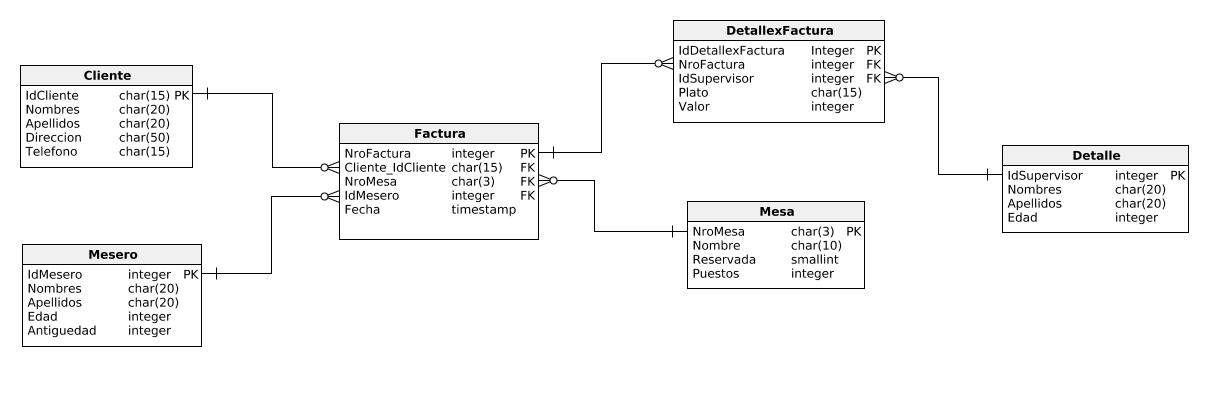 Cliente
IdCliente char(15) PK
Nombres char(20)
Apellidos char(20)
Direccion char(50)
Telefono char(15)
Mesero
IdMesero integer PK
Nombres char(20)
Apellidos char(20)
Edad integer
Antiguedad integer
Factura
NroFactura integer PK
Cliente_IdCliente char(15) FK
NroMesa char(3) FK
IdMesero integer FK
Fecha timestamp
DetallexFactura
IdDetallexFactura Integer PK
NroFactura integer FK
IdSupervisor integer FK
Plato char(15)
Valor integer
Mesa
NroMesa char(3) PK
Nombre char(10)
Reservada smallint
Puestos integer
Detalle
IdSupervisor integer PK
Nombres char(20)
Apellidos char(20)
Edad integer